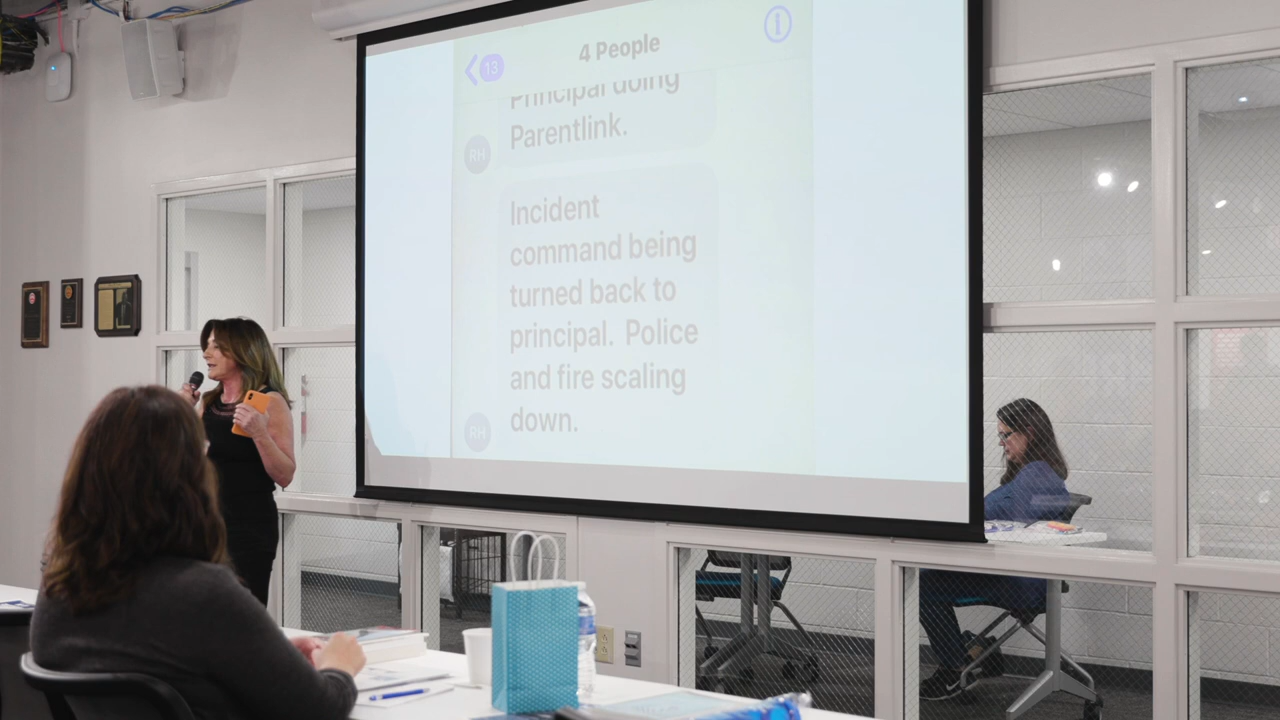 4 People
13
Principal doing
Parentlink.
RH
Incident
command being
turned back to
principal. Police
and fire scaling
down.
RH